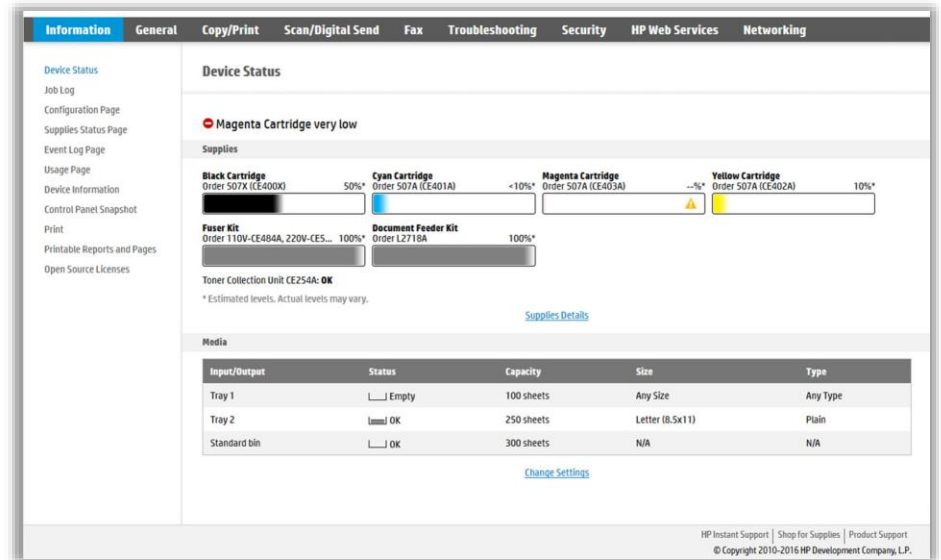 Information General Copy/Print Scan/Digital Send Fax Troubleshooting Security HP Web Services Networking
Device Status
Job Log
Configuration Page
Supplies Status Page
Event Log Page
Usage Page
Device Information
Control Panel Snapshot
Print
Printable Reports and Pages
Open Source Licenses
Device Status
Magenta Cartridge very low
Supplies
Black Cartridge
Order 507X (CE400X) 50%*
Cyan Cartridge
Order 507A (CE401A) <10%*
Magenta Cartridge
Order 507A (CE403A) --%*
Yellow Cartridge
Order 507A (CE402A) 10%*
Fuser Kit
Order 110V-CE484A, 220V-CE5... 100%*
Document Feeder Kit
Order L2718A 100%*
Toner Collection Unit CE254A: OK
* Estimated levels. Actual levels may vary.
Supplies Details
Media
Input/Output Status Capacity Size Type
Tray 1 Empty 100 sheets Any Size Any Type
Tray 2 OK 250 sheets Letter (8.5x11) Plain
Standard bin OK 300 sheets N/A N/A
Change Settings
HP Instant Support | Shop for Supplies | Product Support
© Copyright 2010-2016 HP Development Company, L.P.